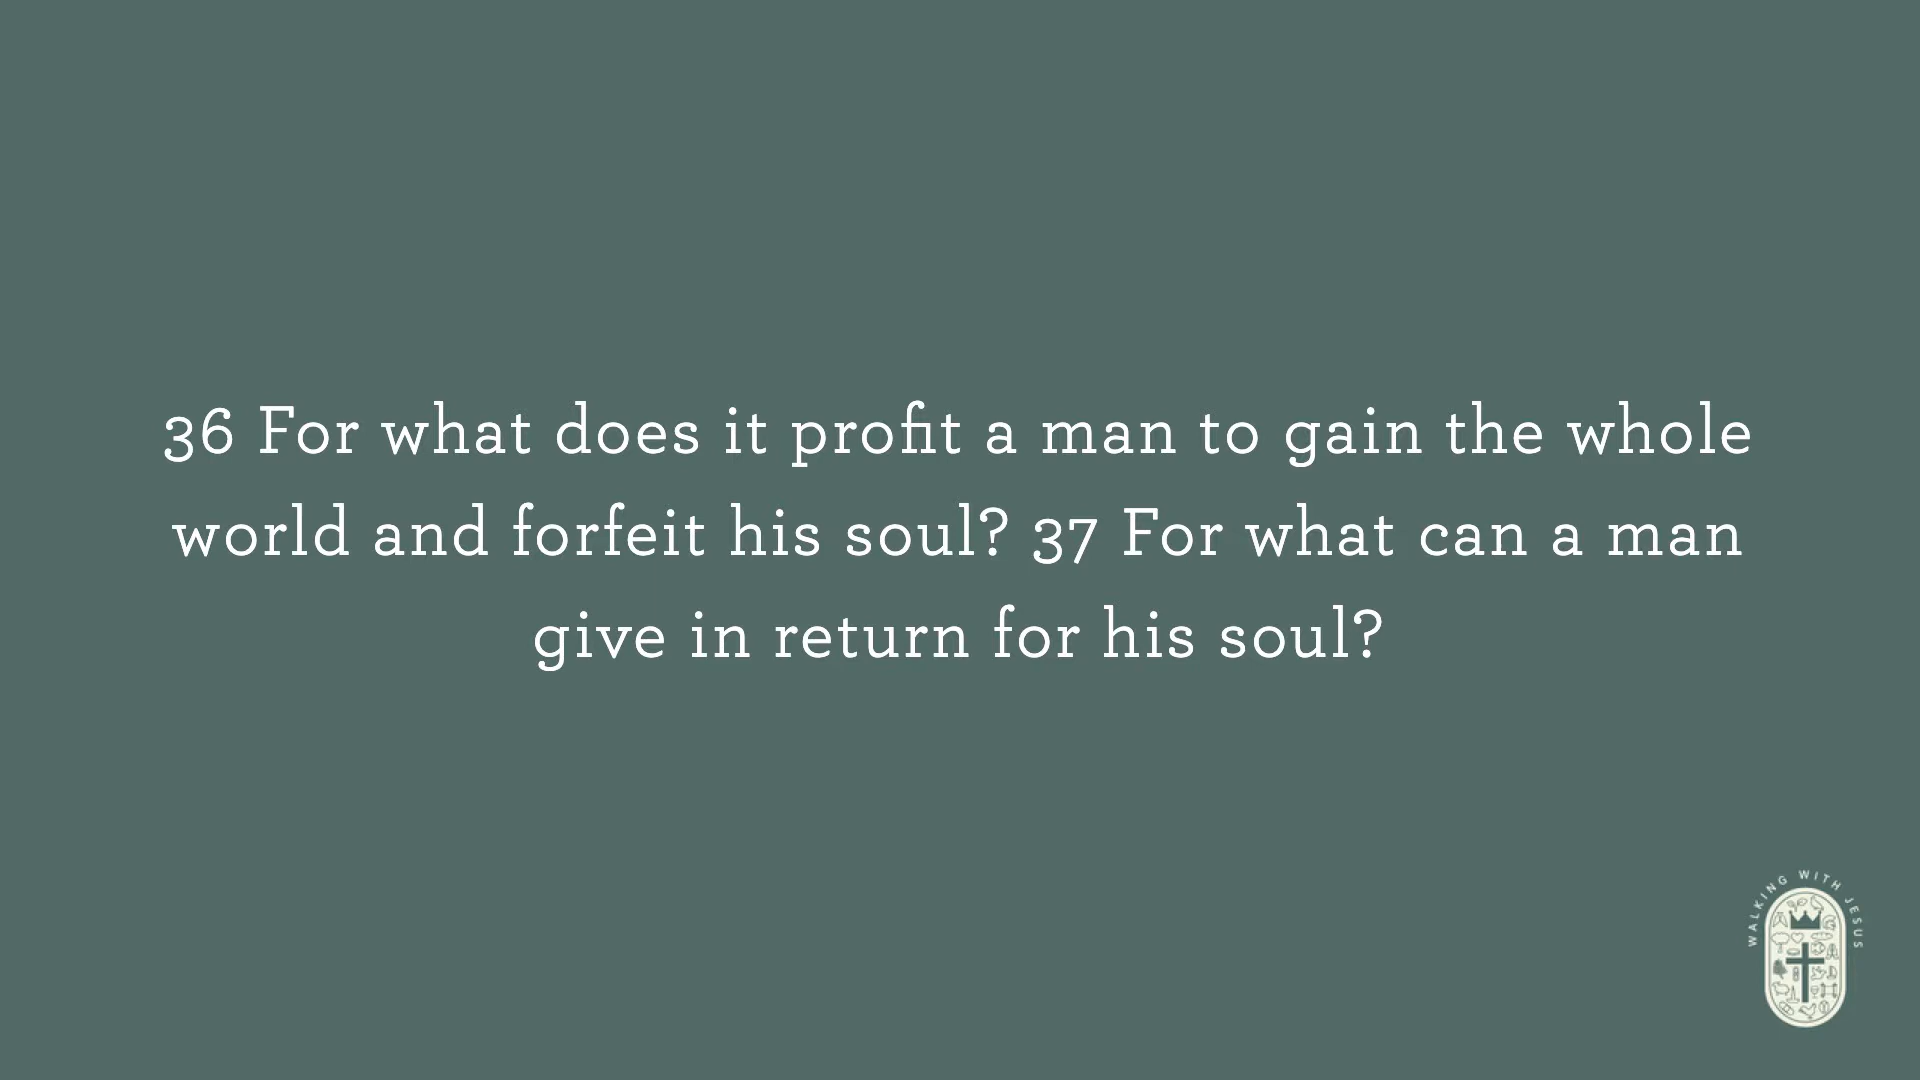 36 For what does it profit a man to gain the whole
world and forfeit his soul? 37 For what can a man
give in return for his soul?
WALKING WITH JESUS